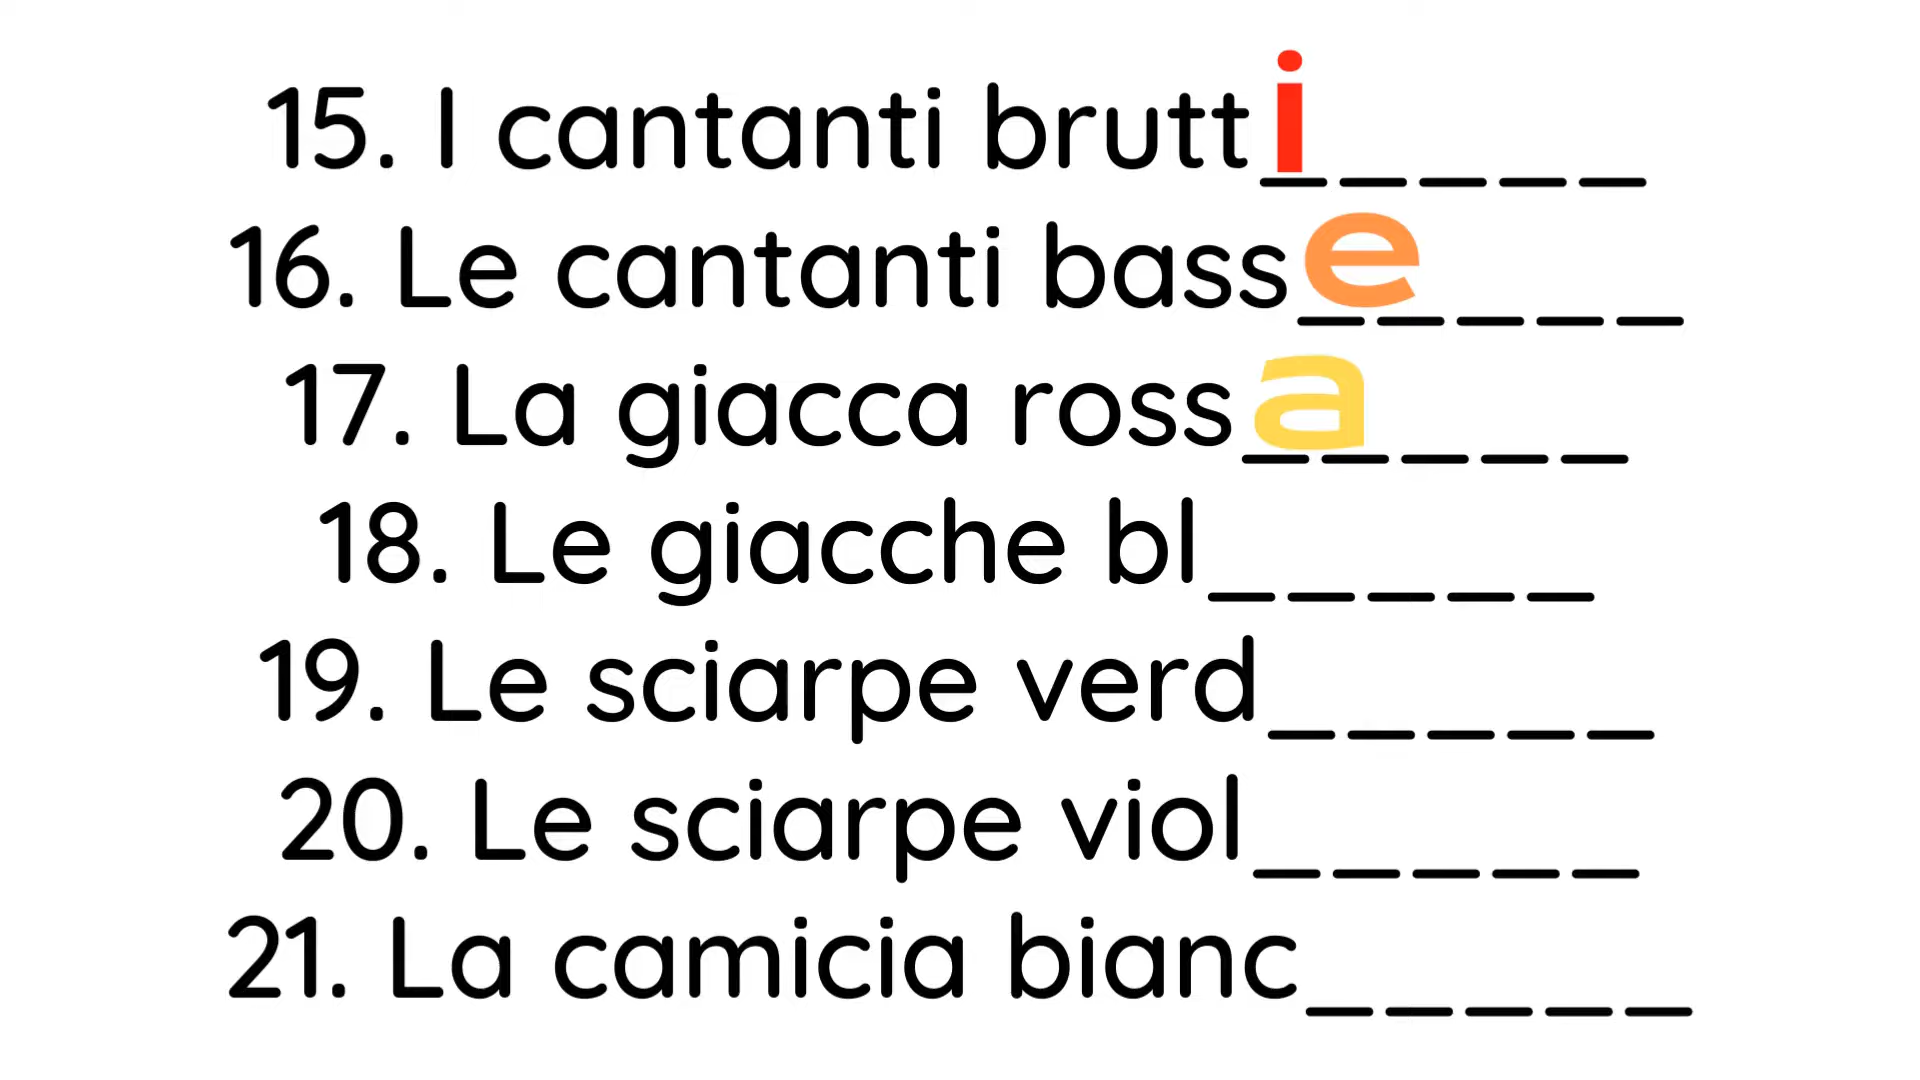 15. I cantanti brutti_____
16. Le cantanti basse_____
17. La giacca rossa_____
18. Le giacche bl_____
19. Le sciarpe verd_____
20. Le sciarpe viol_____
21. La camicia bianc_____